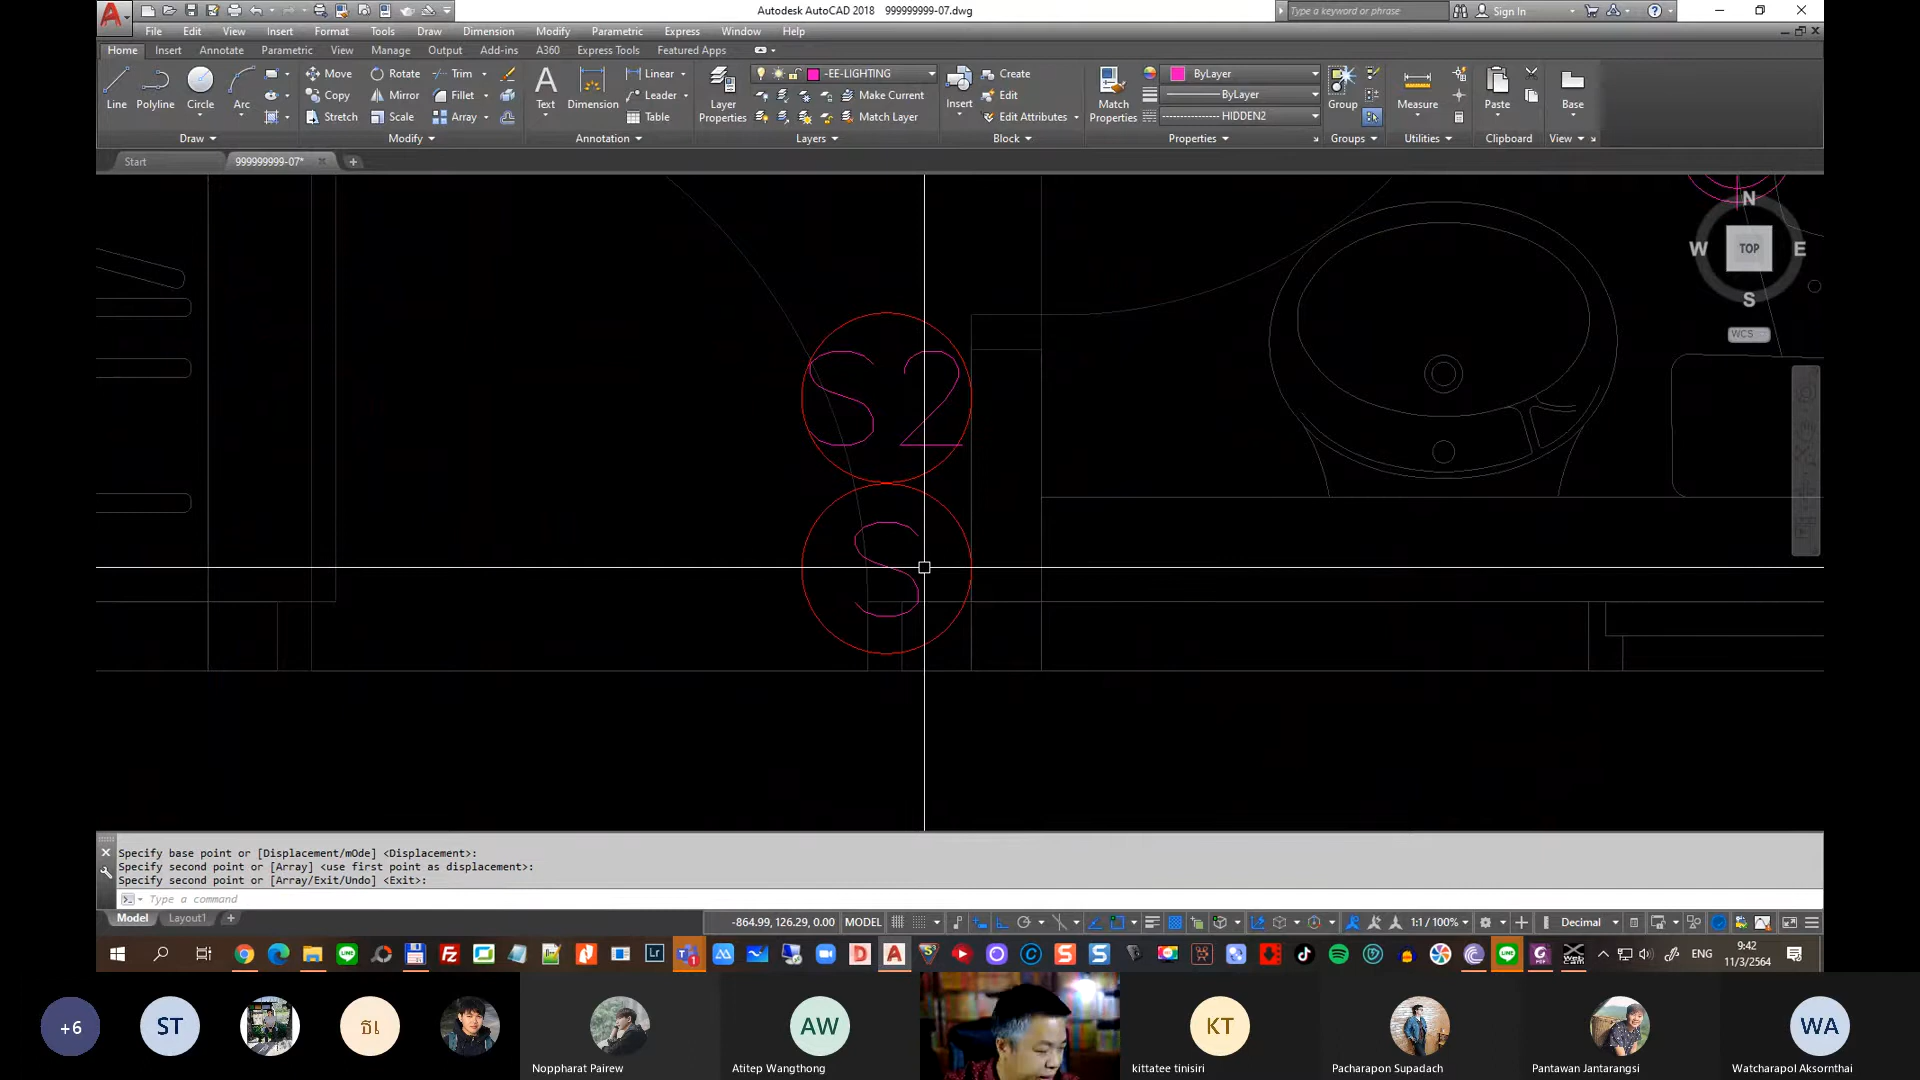 Autodesk AutoCAD 2018 999999999-07.dwg
Type a keyword or phrase
Sign In
File Edit View Insert Format Tools Draw Dimension Modify Parametric Express Window Help
Home Insert Annotate Parametric View Manage Output Add-ins A360 Express Tools Featured Apps
Line
Polyline
Circle
Arc
Draw
Move Rotate Trim
Copy Mirror Fillet
Stretch Scale Array
Modify
Text
Dimension
Linear
Leader
Table
Annotation
Layer Properties
-EE-LIGHTING
Make Current
Match Layer
Layers
Insert
Create
Edit
Edit Attributes
Block
Match Properties
ByLayer
ByLayer
HIDDEN2
Properties
Group
Groups
Measure
Utilities
Paste
Clipboard
Base
View
Start
999999999-07*
N
W TOP E
S
WCS
S2
S
Specify base point or [Displacement/mOde] <Displacement>:
Specify second point or [Array] <use first point as displacement>:
Specify second point or [Array/Exit/Undo] <Exit>:
Type a command
Model Layout1
-864.99, 126.29, 0.00 MODEL
1:1 / 100%
Decimal
ENG
9:42
11/3/2564
+6
ST
ธเ
AW
KT
WA
Noppharat Pairew
Atitep Wangthong
kittatee tinisiri
Pacharapon Supadach
Pantawan Jantarangsi
Watcharapol Aksornthai